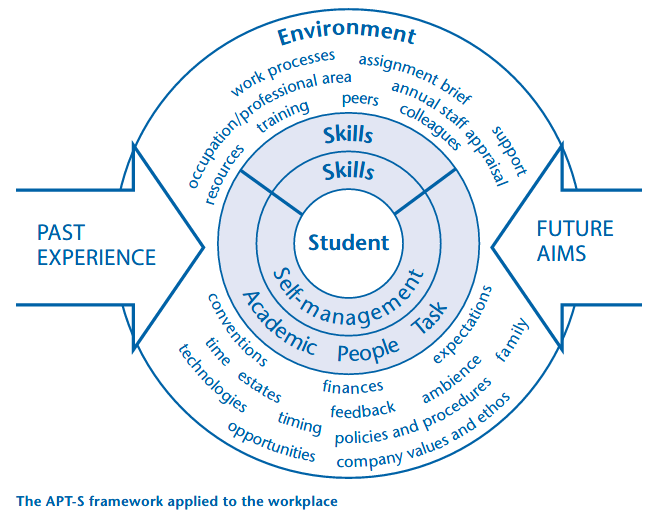 Environment
work processes
assignment brief
occupation/professional area
annual staff appraisal
training
peers
colleagues
support
resources
Skills
Skills
PAST
EXPERIENCE
Student
FUTURE
AIMS
Self-management
Academic People Task
conventions
expectations
time
estates
family
technologies
finances
ambience
timing
feedback
policies and procedures
opportunities
company values and ethos
The APT-S framework applied to the workplace